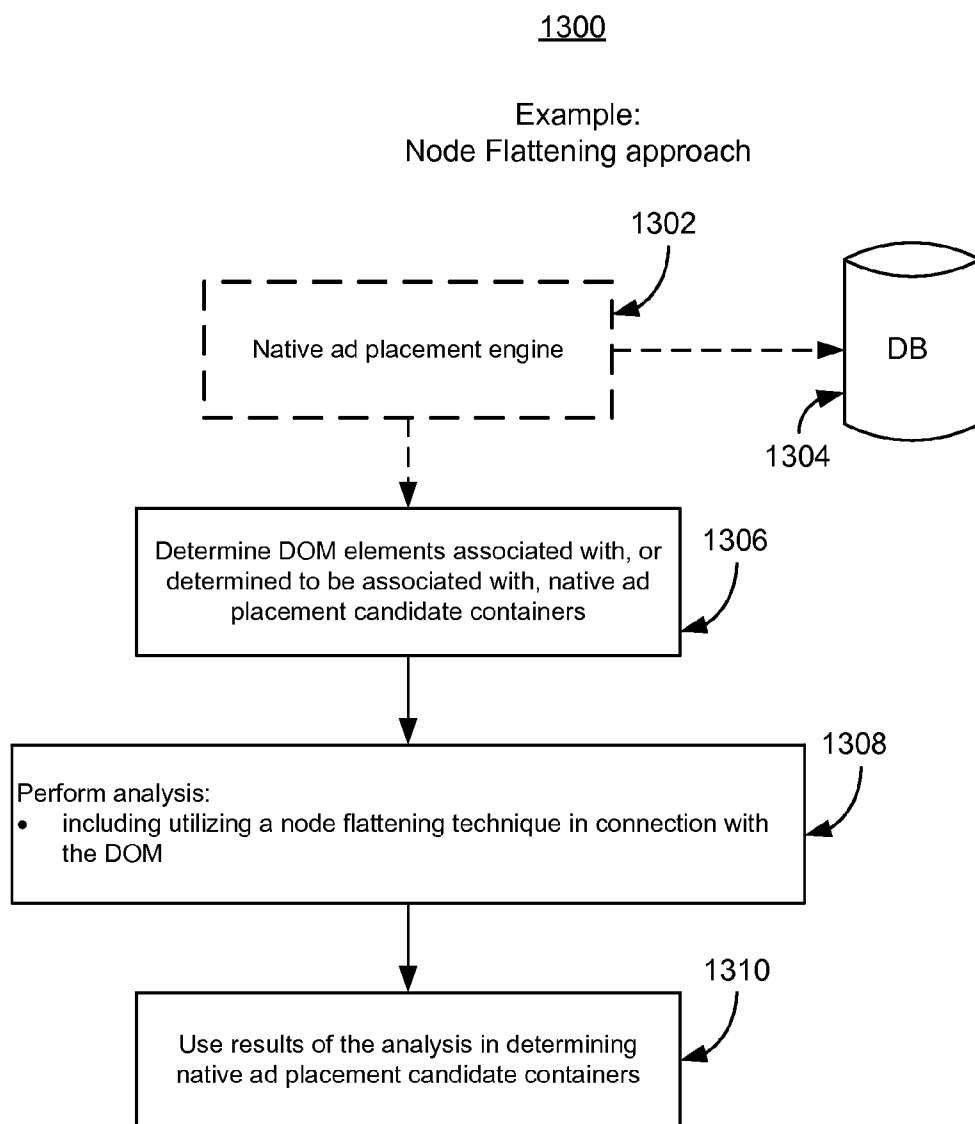 1300
Example:
Node Flattening approach
1302
Native ad placement engine
DB
1304
Determine DOM elements associated with, or
determined to be associated with, native ad
placement candidate containers
1306
1308
Perform analysis:
• including utilizing a node flattening technique in connection with
the DOM
1310
Use results of the analysis in determining
native ad placement candidate containers